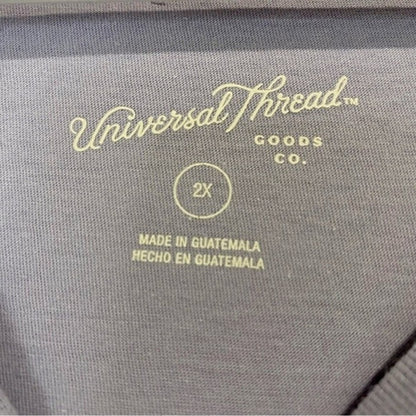 Universal Thread™
GOODS
CO.
2X
MADE IN GUATEMALA
HECHO EN GUATEMALA